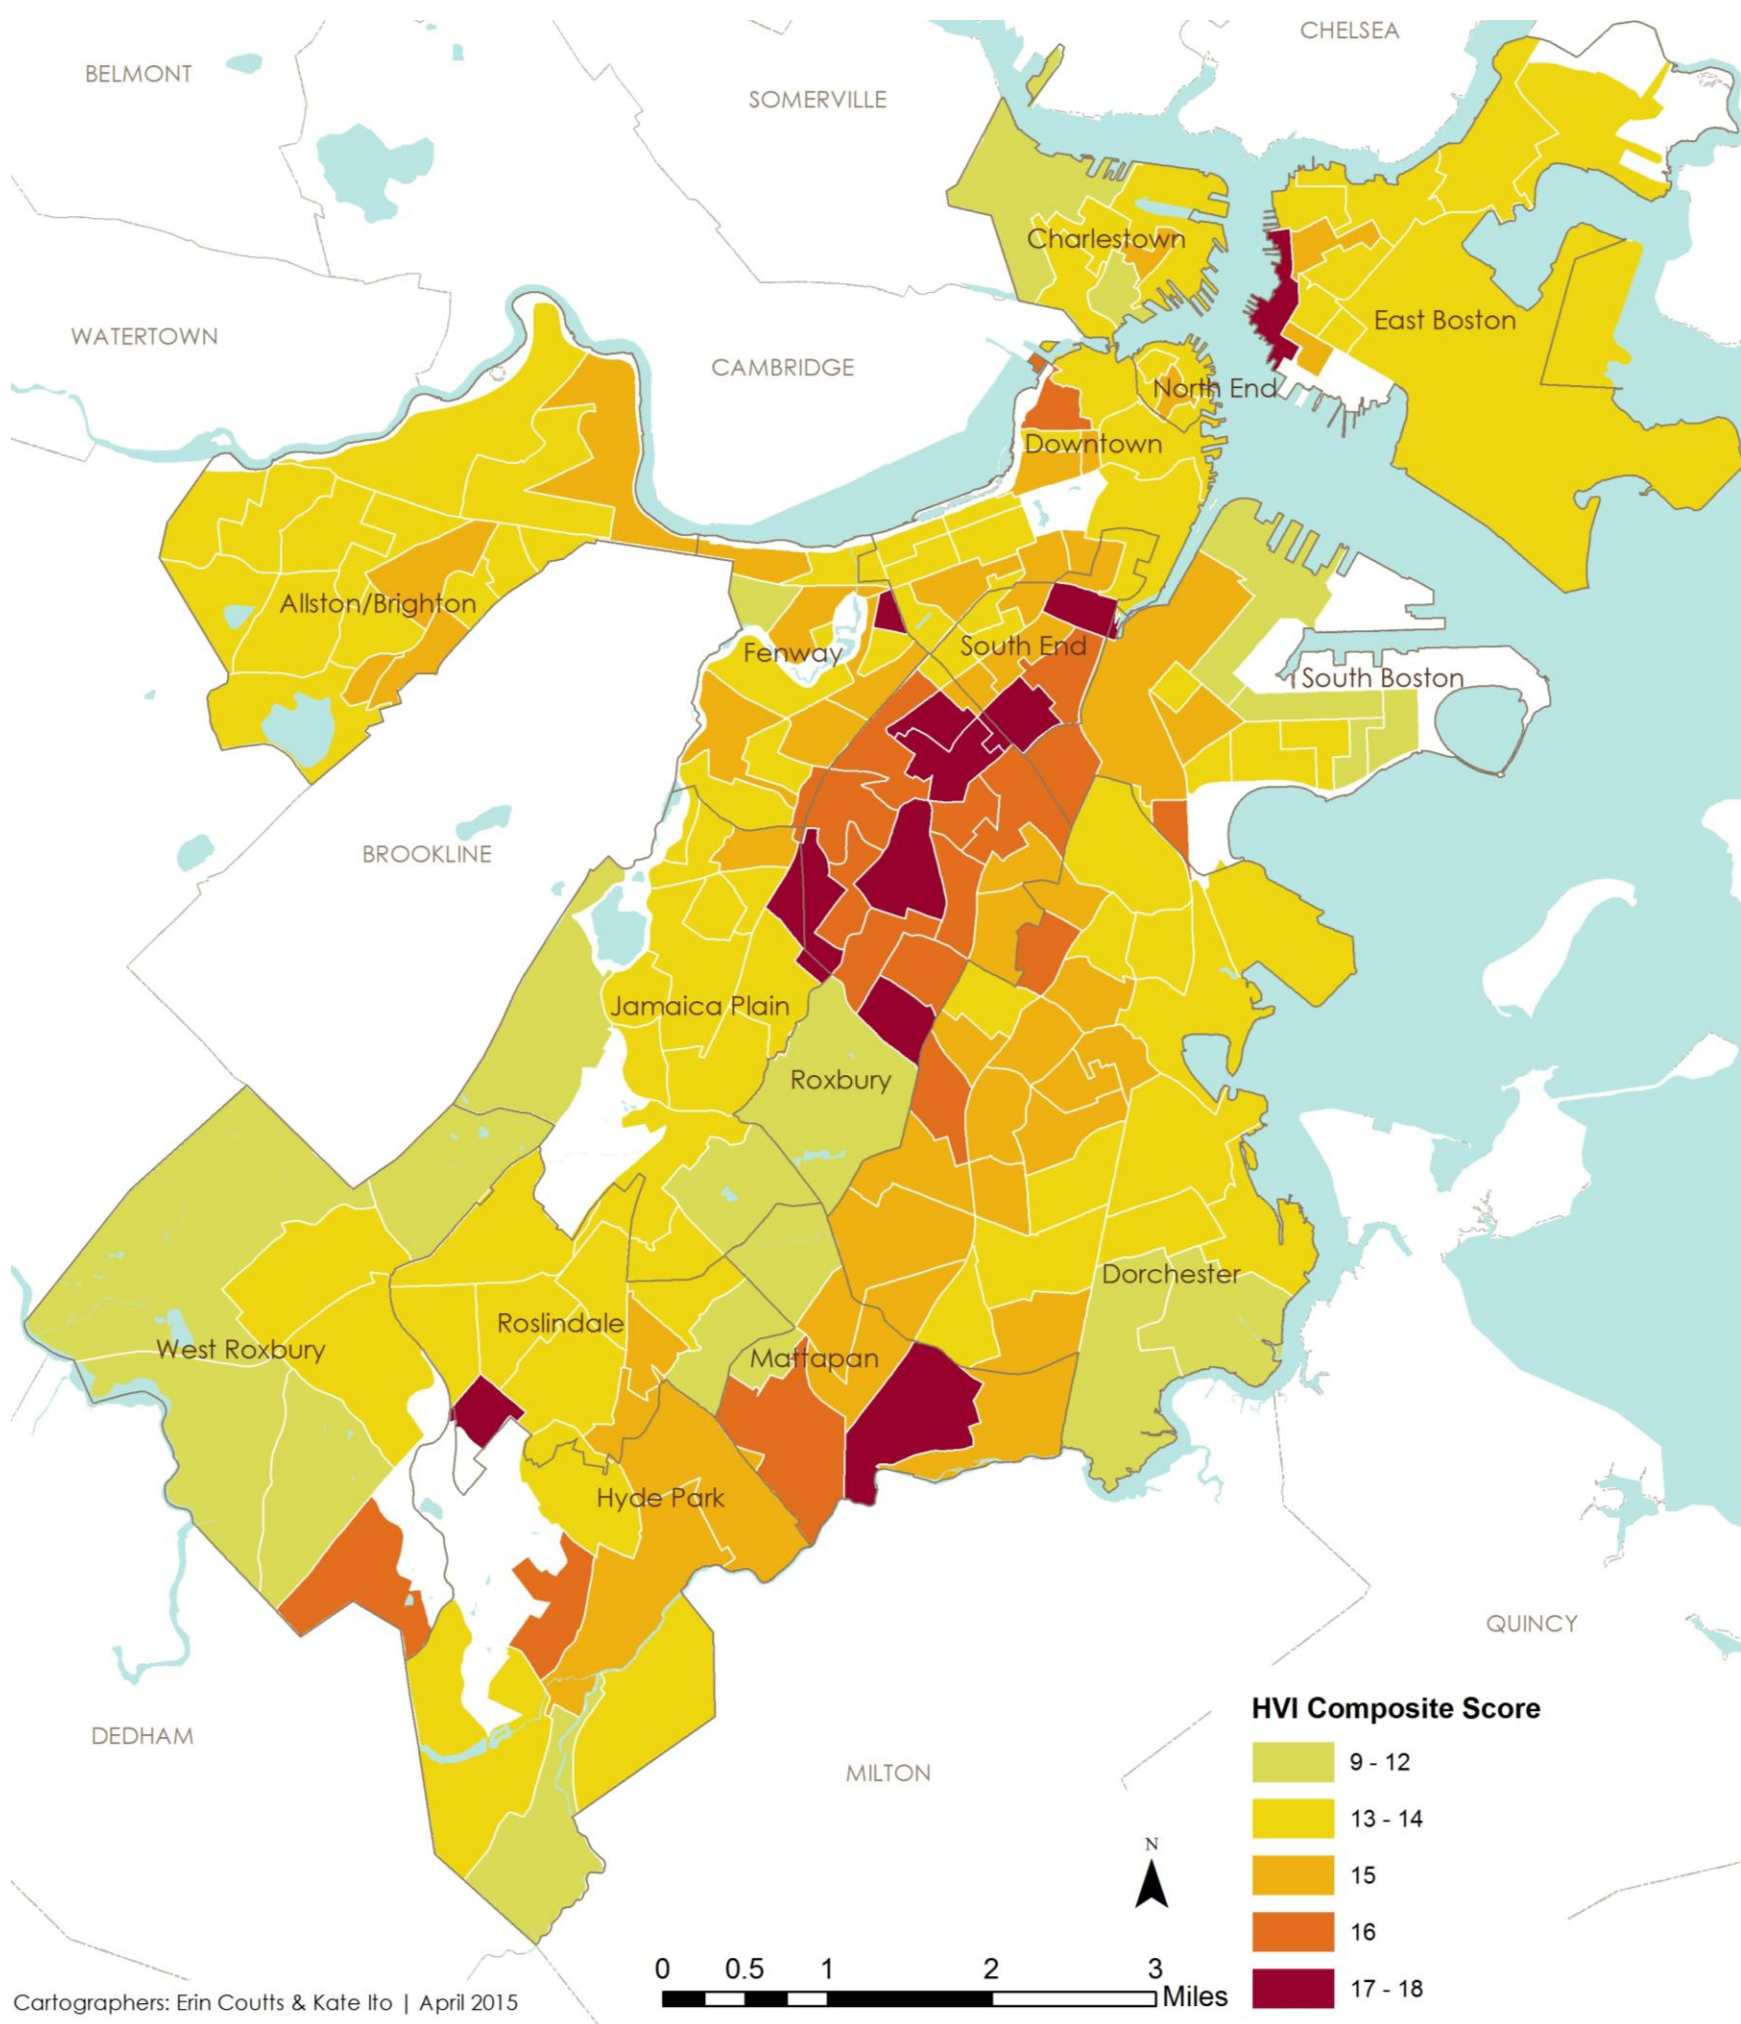 CHELSEA
BELMONT
SOMERVILLE
Charlestown
East Boston
WATERTOWN
CAMBRIDGE
North End
Downtown
Allston/Brighton
Fenway
South End
South Boston
BROOKLINE
Jamaica Plain
Roxbury
Dorchester
Roslindale
West Roxbury
Mattapan
Hyde Park
QUINCY
DEDHAM
MILTON
HVI Composite Score
9 - 12
13 - 14
15
16
17 - 18
N
0 0.5 1 2 3
Miles
Cartographers: Erin Coutts & Kate Ito | April 2015